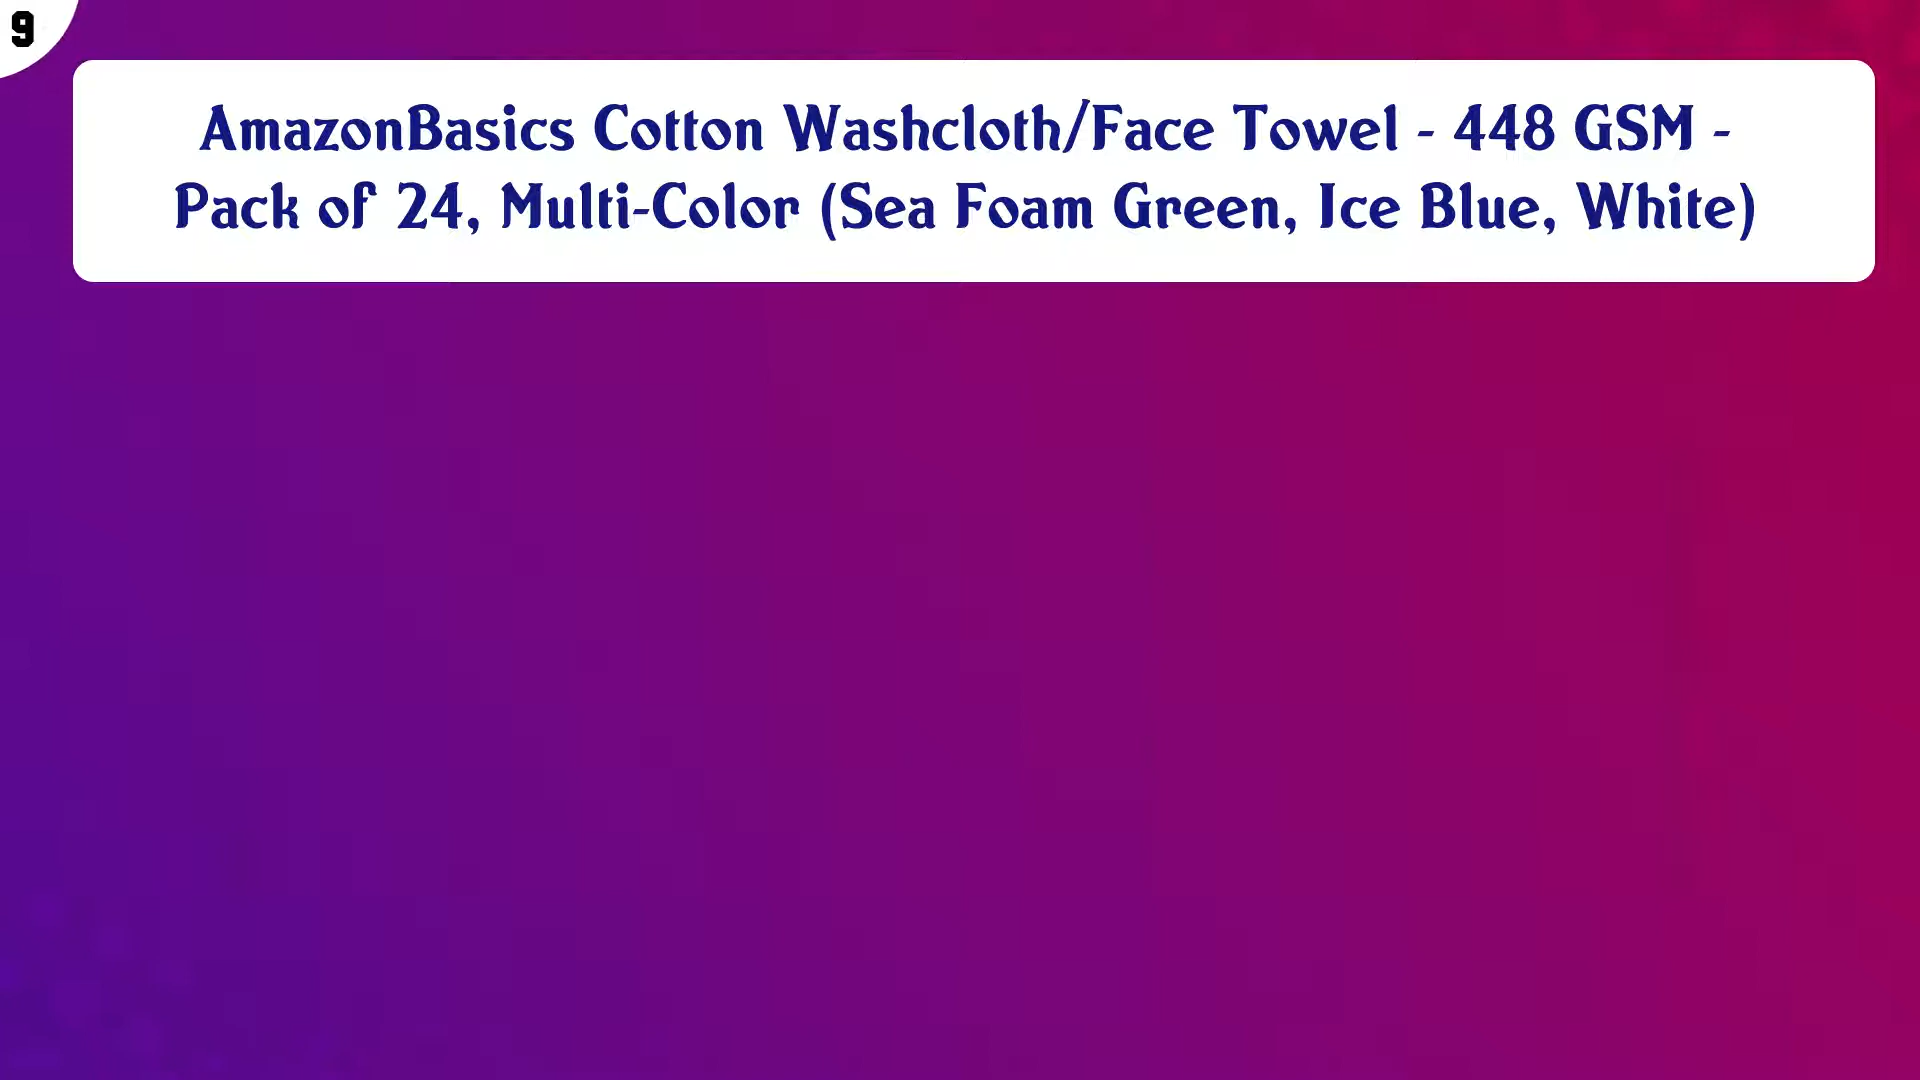 9
AmazonBasics Cotton Washcloth/Face Towel - 448 GSM -
Pack of 24, Multi-Color (Sea Foam Green, Ice Blue, White)